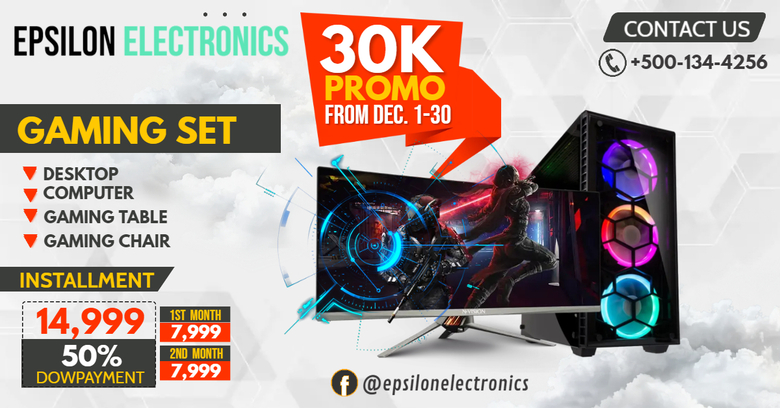 EPSILON ELECTRONICS
30K
PROMO
FROM DEC. 1-30
CONTACT US
+500-134-4256
GAMING SET
DESKTOP
COMPUTER
GAMING TABLE
GAMING CHAIR
INSTALLMENT
14,999
50%
DOWPAYMENT
1ST MONTH
7,999
2ND MONTH
7,999
@epsilonelectronics